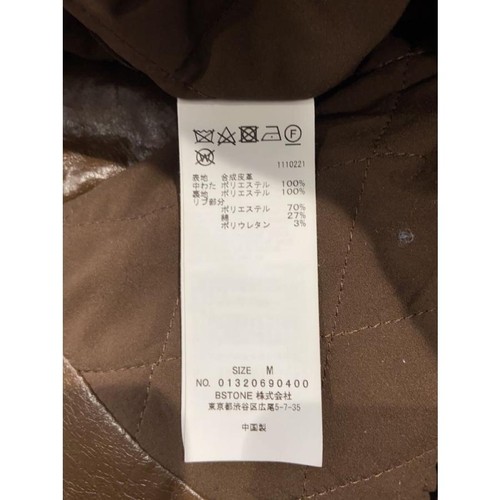 F
W
1110221
表地 合成皮革
中わた ポリエステル 100%
裏地 ポリエステル 100%
リブ部分
ポリエステル 70%
綿 27%
ポリウレタン 3%
SIZE M
NO. 01320690400
BSTONE 株式会社
東京都渋谷区広尾5-7-35
中国製